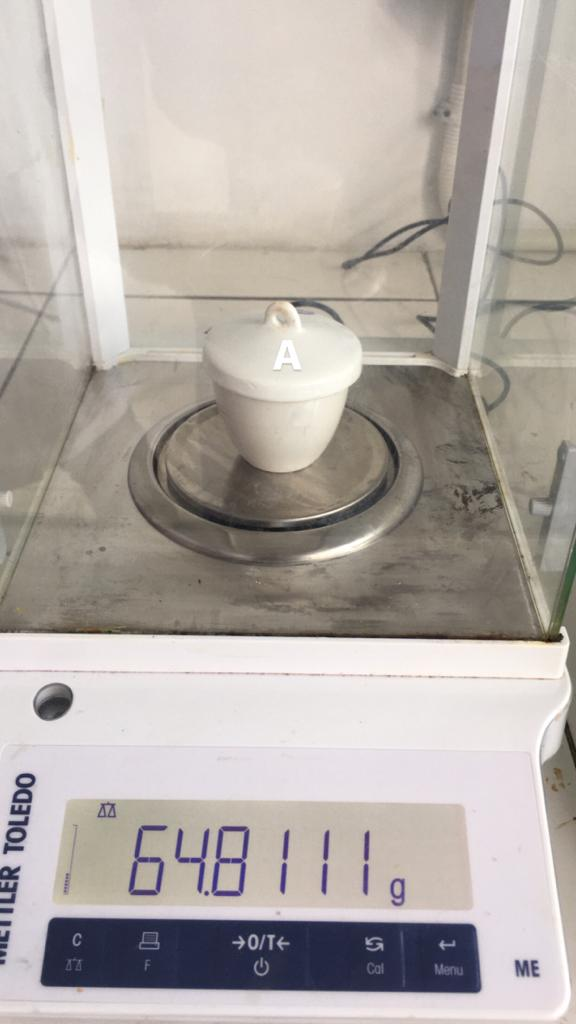 A
METTLER TOLEDO
64.8111 g
C
F
→0/T←
Cal
Menu
ME